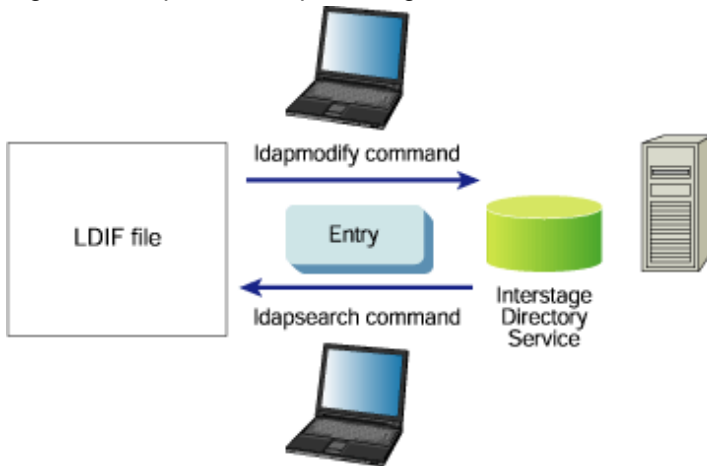 ldapmodify command
LDIF file
Entry
ldapsearch command
Interstage
Directory
Service